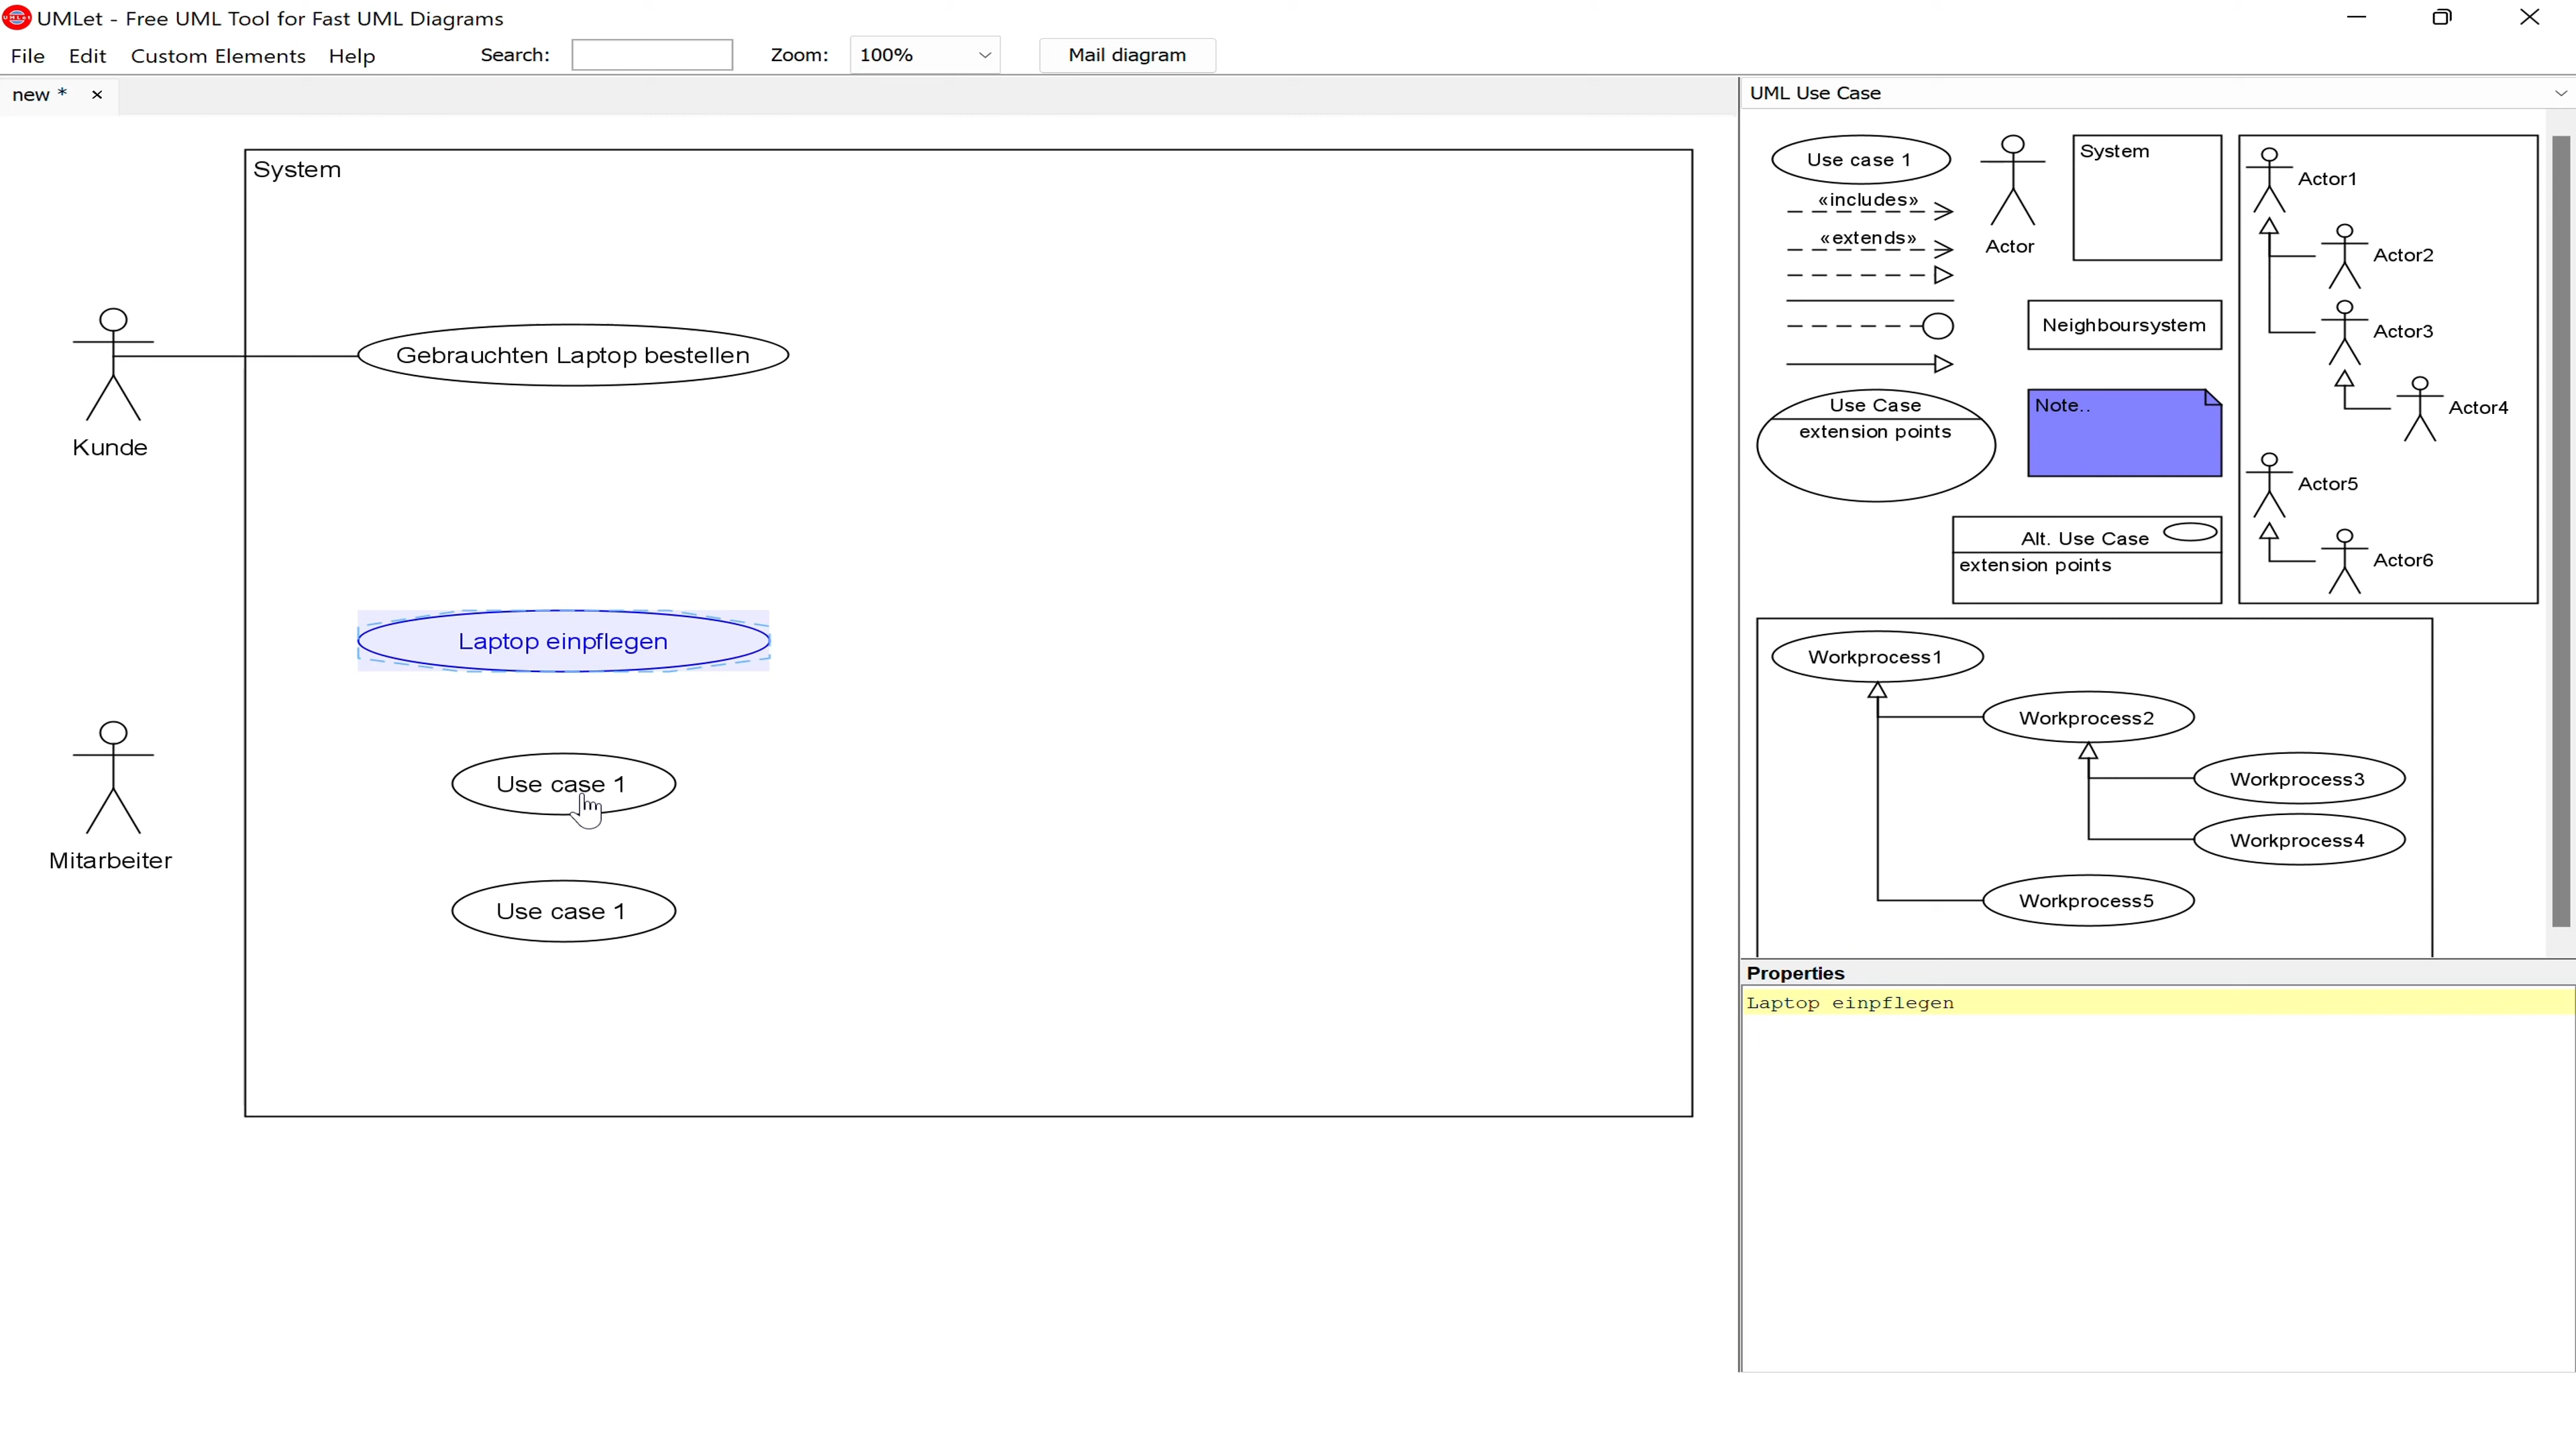 UMLet - Free UML Tool for Fast UML Diagrams
File Edit Custom Elements Help Search: Zoom: 100% Mail diagram
new *
System
Gebrauchten Laptop bestellen
Kunde
Laptop einpflegen
Use case 1
Mitarbeiter
Use case 1
UML Use Case
Use case 1
«includes»
«extends»
Actor
System
Neighboursystem
Use Case
extension points
Note..
Alt. Use Case
extension points
Actor1
Actor2
Actor3
Actor4
Actor5
Actor6
Workprocess1
Workprocess2
Workprocess3
Workprocess4
Workprocess5
Properties
Laptop einpflegen